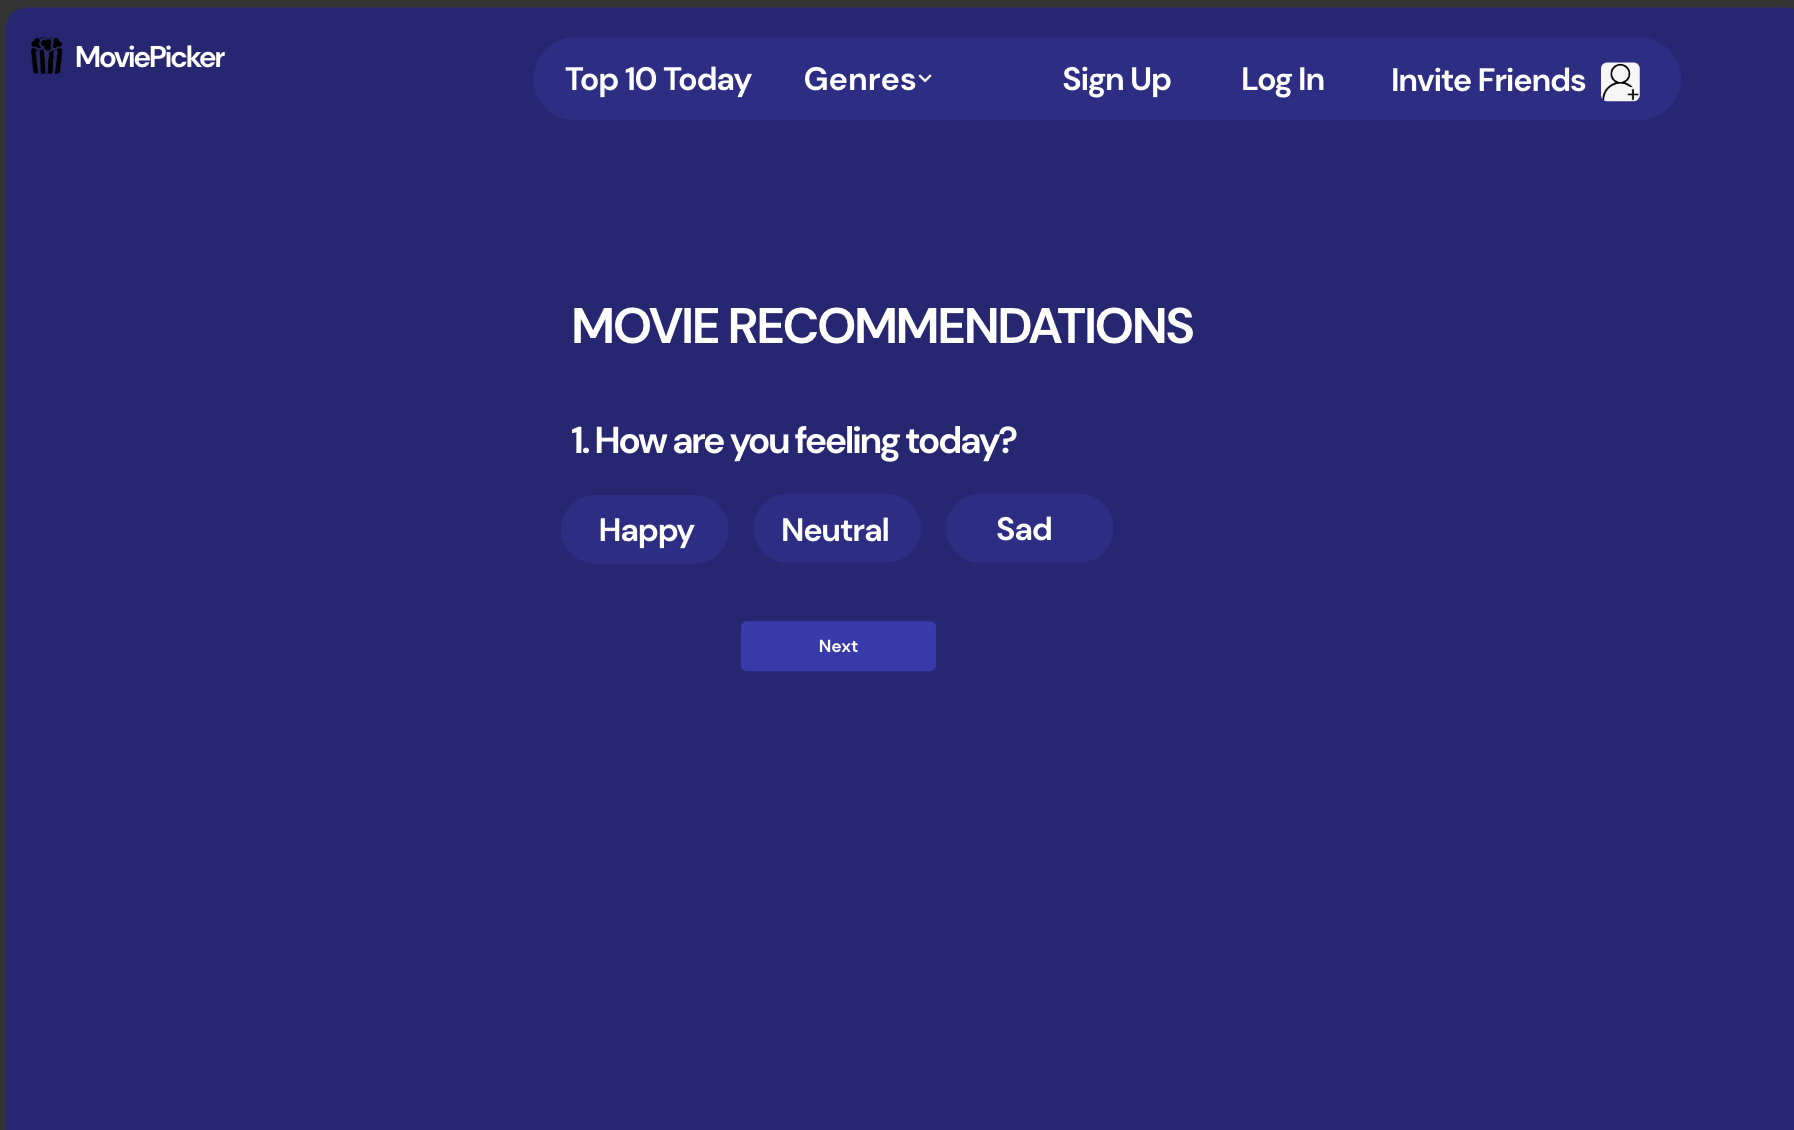 MoviePicker
Top 10 Today Genres Sign Up Log In Invite Friends
MOVIE RECOMMENDATIONS
1. How are you feeling today?
Happy Neutral Sad
Next